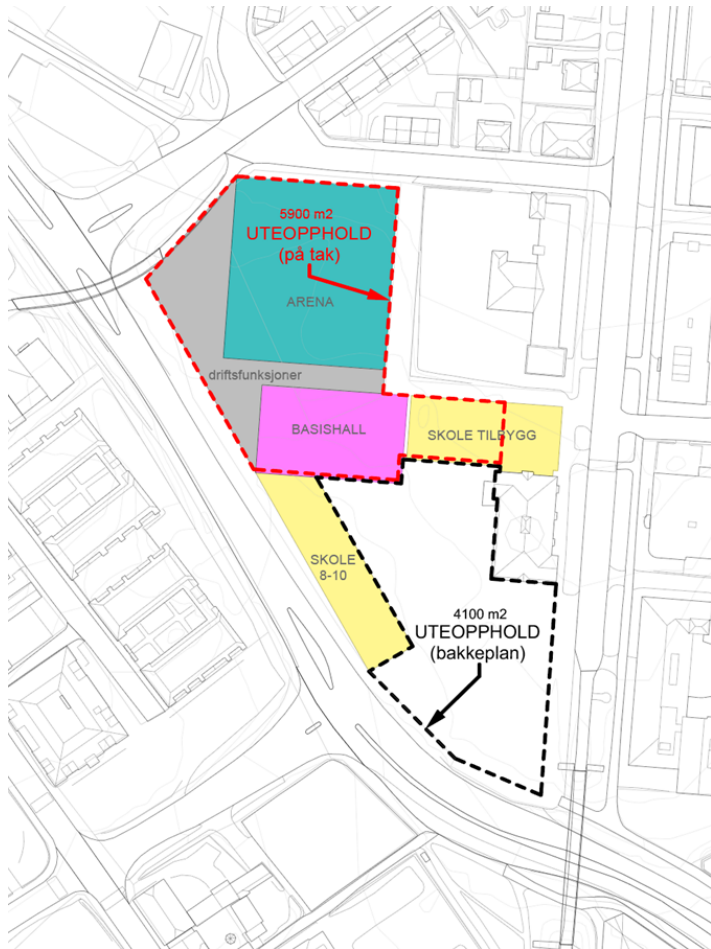 5900 m2
UTEOPPHOLD
(på tak)
ARENA
driftsfunksjoner
BASISHALL
SKOLE TILBYGG
SKOLE
8-10
4100 m2
UTEOPPHOLD
(bakkeplan)